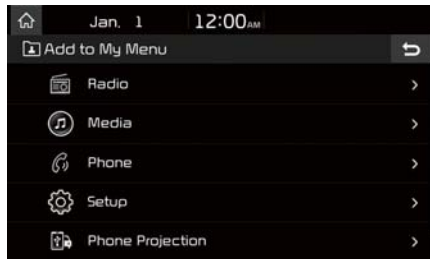 Jan. 1 12:00AM
Add to My Menu
Radio
Media
Phone
Setup
Phone Projection